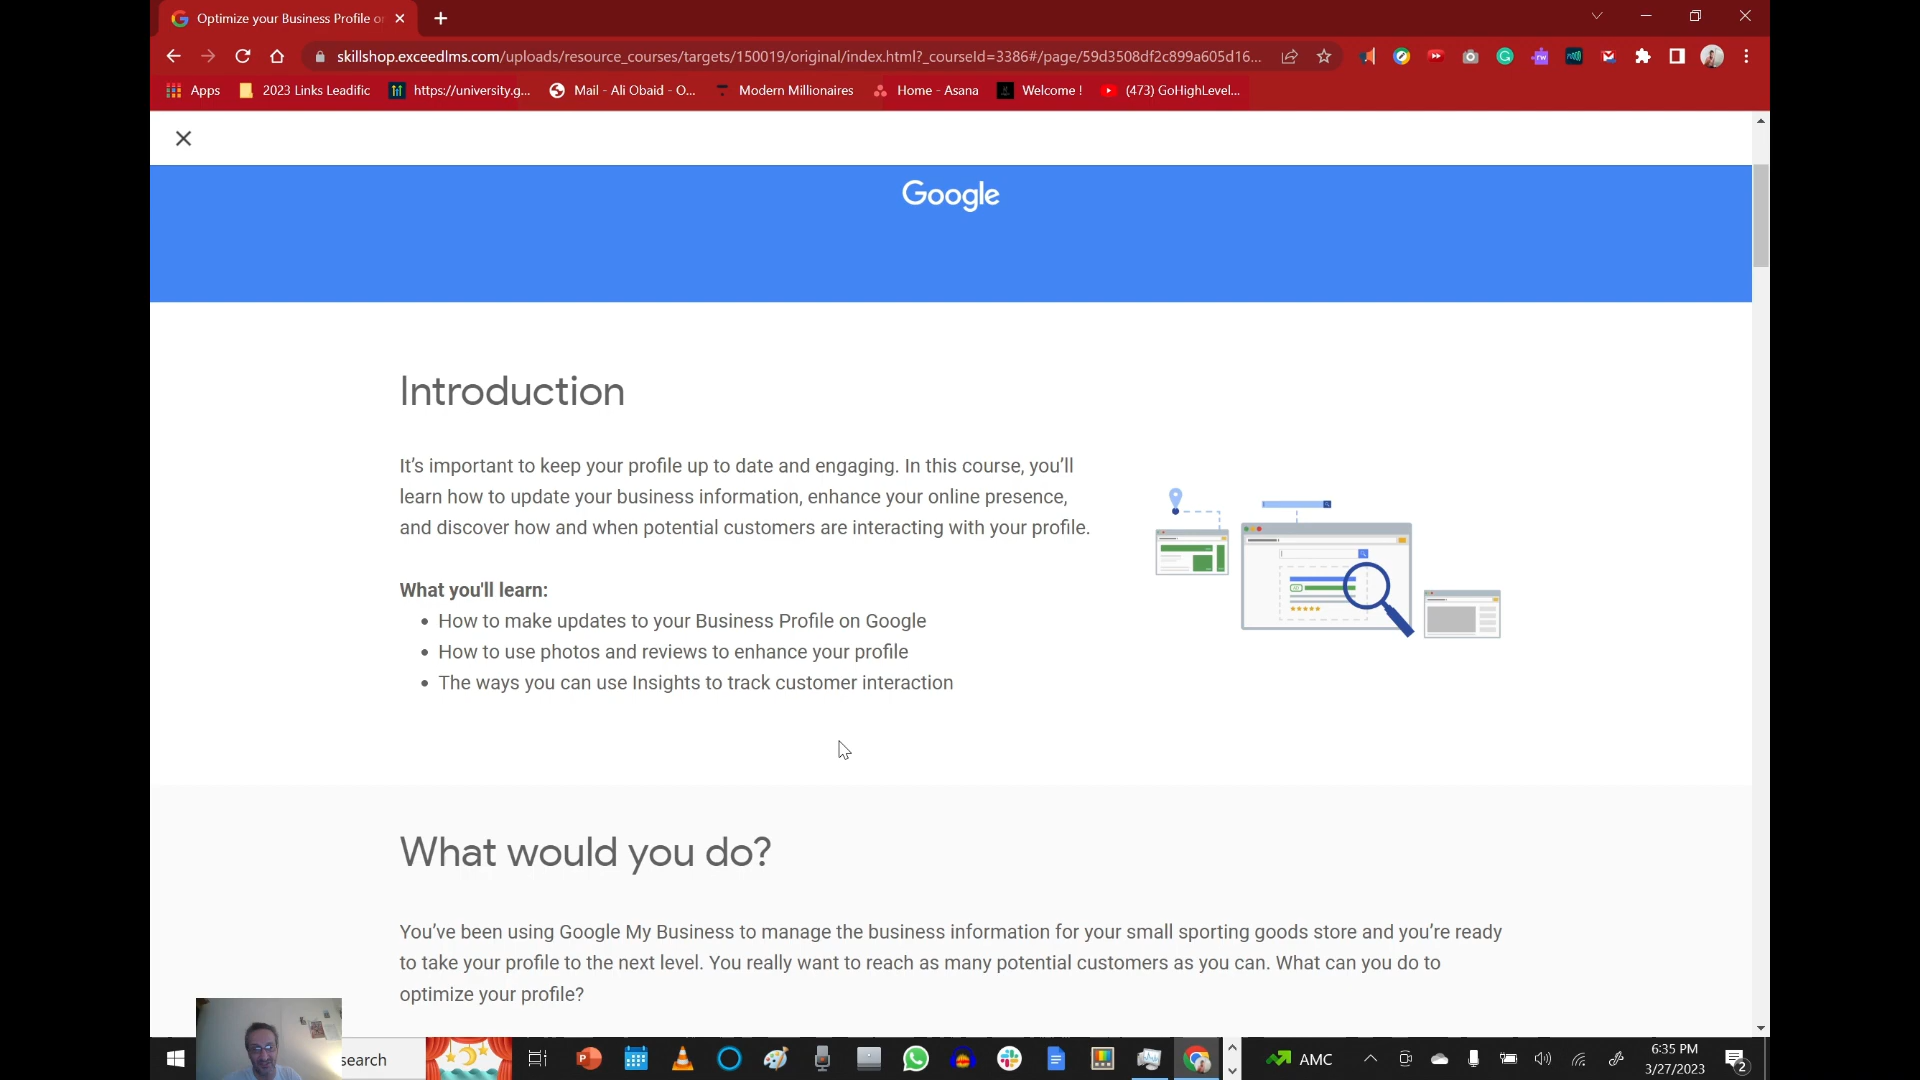 Optimize your Business Profile or
skillshop.exceedlms.com/uploads/resource_courses/targets/150019/original/index.html?_courseId=3386#/page/59d3508df2c899a605d16...
Apps
2023 Links Leadific
https://university.g...
Mail - Ali Obaid - O...
Modern Millionaires
Home - Asana
Welcome !
(473) GoHighLevel...
Google
Introduction
It's important to keep your profile up to date and engaging. In this course, you'll
learn how to update your business information, enhance your online presence,
and discover how and when potential customers are interacting with your profile.
What you'll learn:
• How to make updates to your Business Profile on Google
• How to use photos and reviews to enhance your profile
• The ways you can use Insights to track customer interaction
What would you do?
You've been using Google My Business to manage the business information for your small sporting goods store and you're ready
to take your profile to the next level. You really want to reach as many potential customers as you can. What can you do to
optimize your profile?
search
AMC
6:35 PM
3/27/2023
2